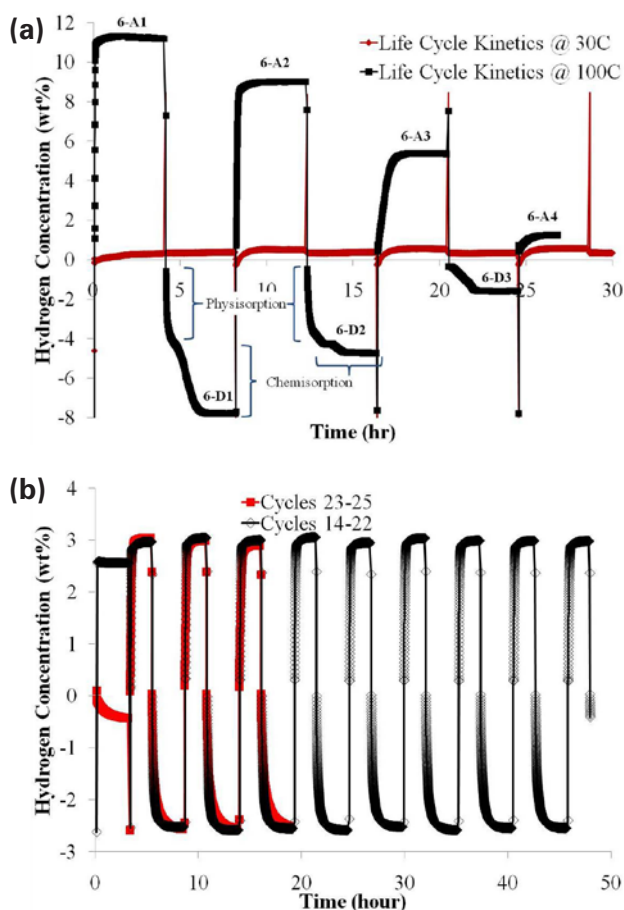 (a)
Hydrogen Concentration (wt%)
12
10
8
6
4
2
0
-2
-4
-6
-8
6-A1
6-A2
6-A3
6-A4
Life Cycle Kinetics @ 30C
Life Cycle Kinetics @ 100C
5
10
15
20
25
30
Physisorption
Chemisorption
6-D1
6-D2
6-D3
Time (hr)
(b)
Hydrogen Concentration (wt%)
4
3
2
1
0
-1
-2
-3
Cycles 23-25
Cycles 14-22
0
10
20
30
40
50
Time (hour)